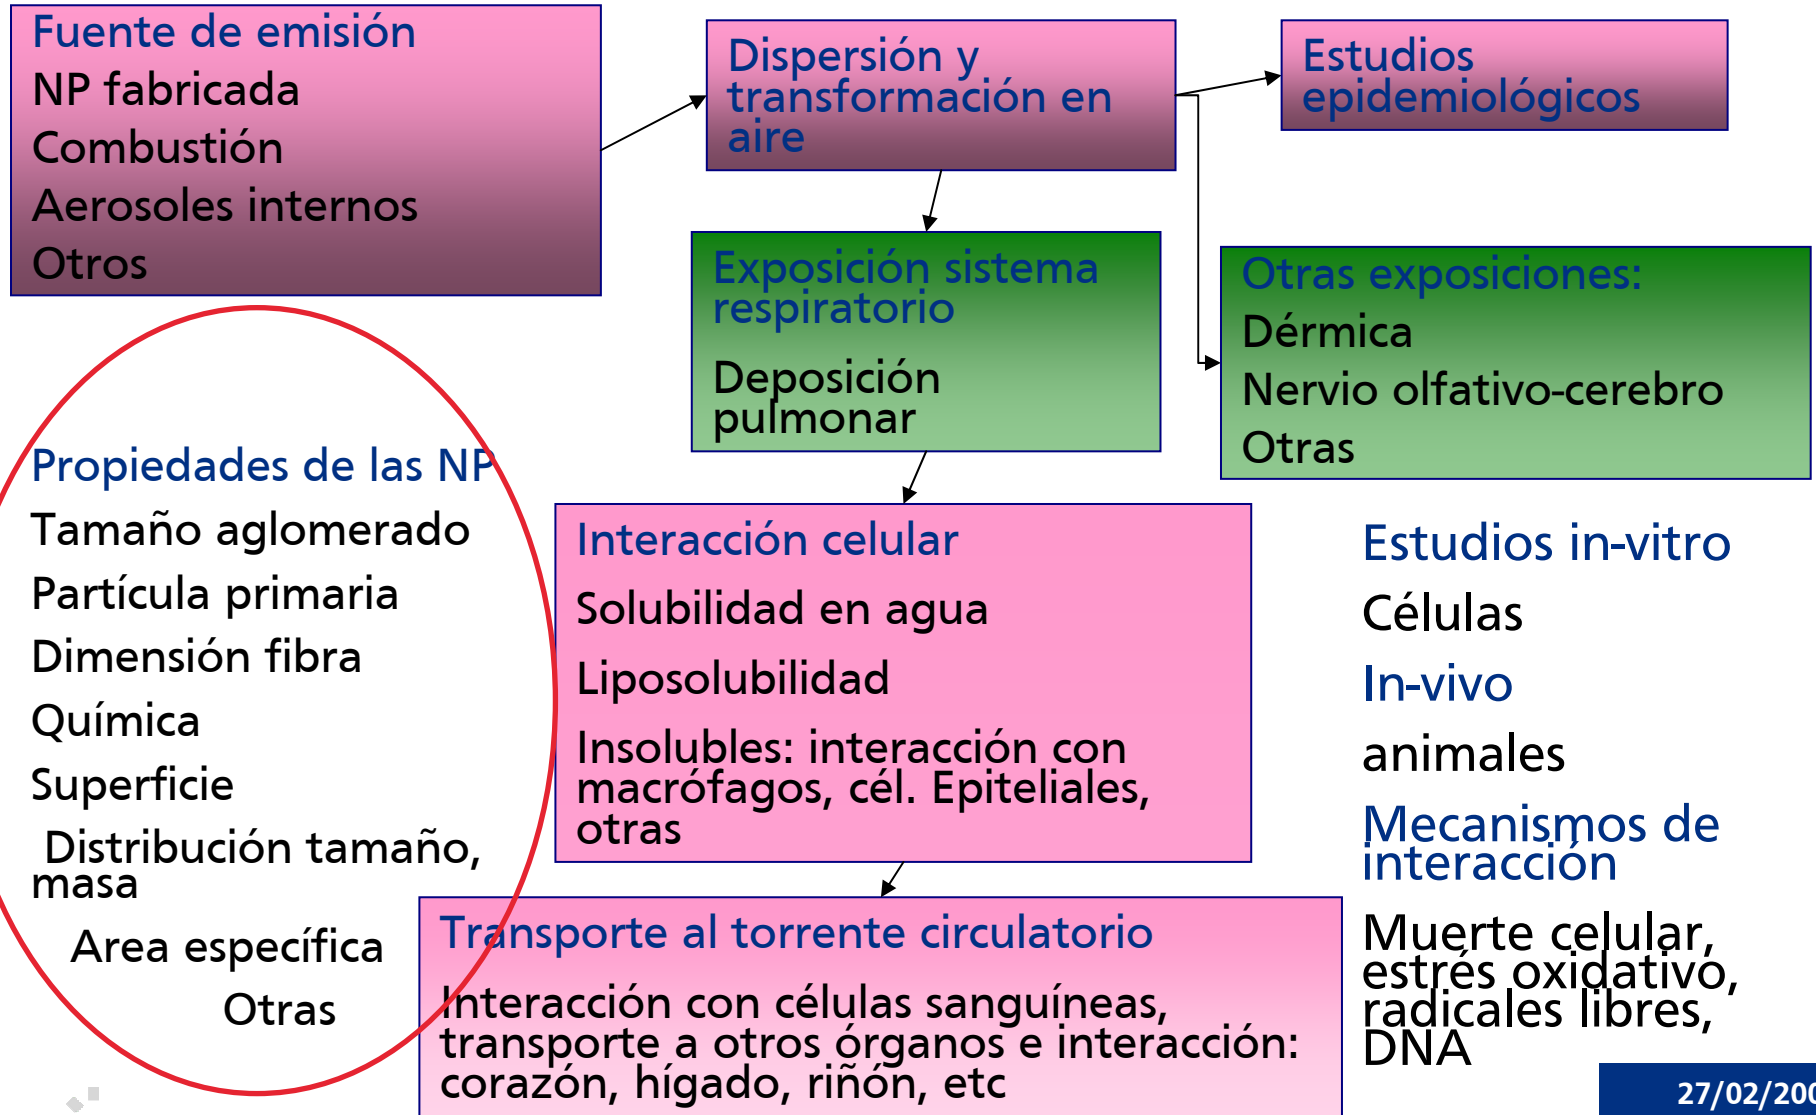 Fuente de emisión
NP fabricada
Combustión
Aerosoles internos
Otros
Dispersión y
transformación en
aire
Estudios
epidemiológicos
Exposición sistema
respiratorio
Deposición
pulmonar
Otras exposiciones:
Dérmica
Nervio olfativo-cerebro
Otras
Propiedades de las NP
Tamaño aglomerado
Partícula primaria
Dimensión fibra
Química
Superficie
Distribución tamaño,
masa
Area específica
Otras
Interacción celular
Solubilidad en agua
Liposolubilidad
Insolubles: interacción con
macrófagos, cél. Epiteliales,
otras
Transporte al torrente circulatorio
Interacción con células sanguíneas,
transporte a otros órganos e interacción:
corazón, hígado, riñón, etc
Estudios in-vitro
Células
In-vivo
animales
Mecanismos de
interacción
Muerte celular,
estrés oxidativo,
radicales libres,
DNA
27/02/200